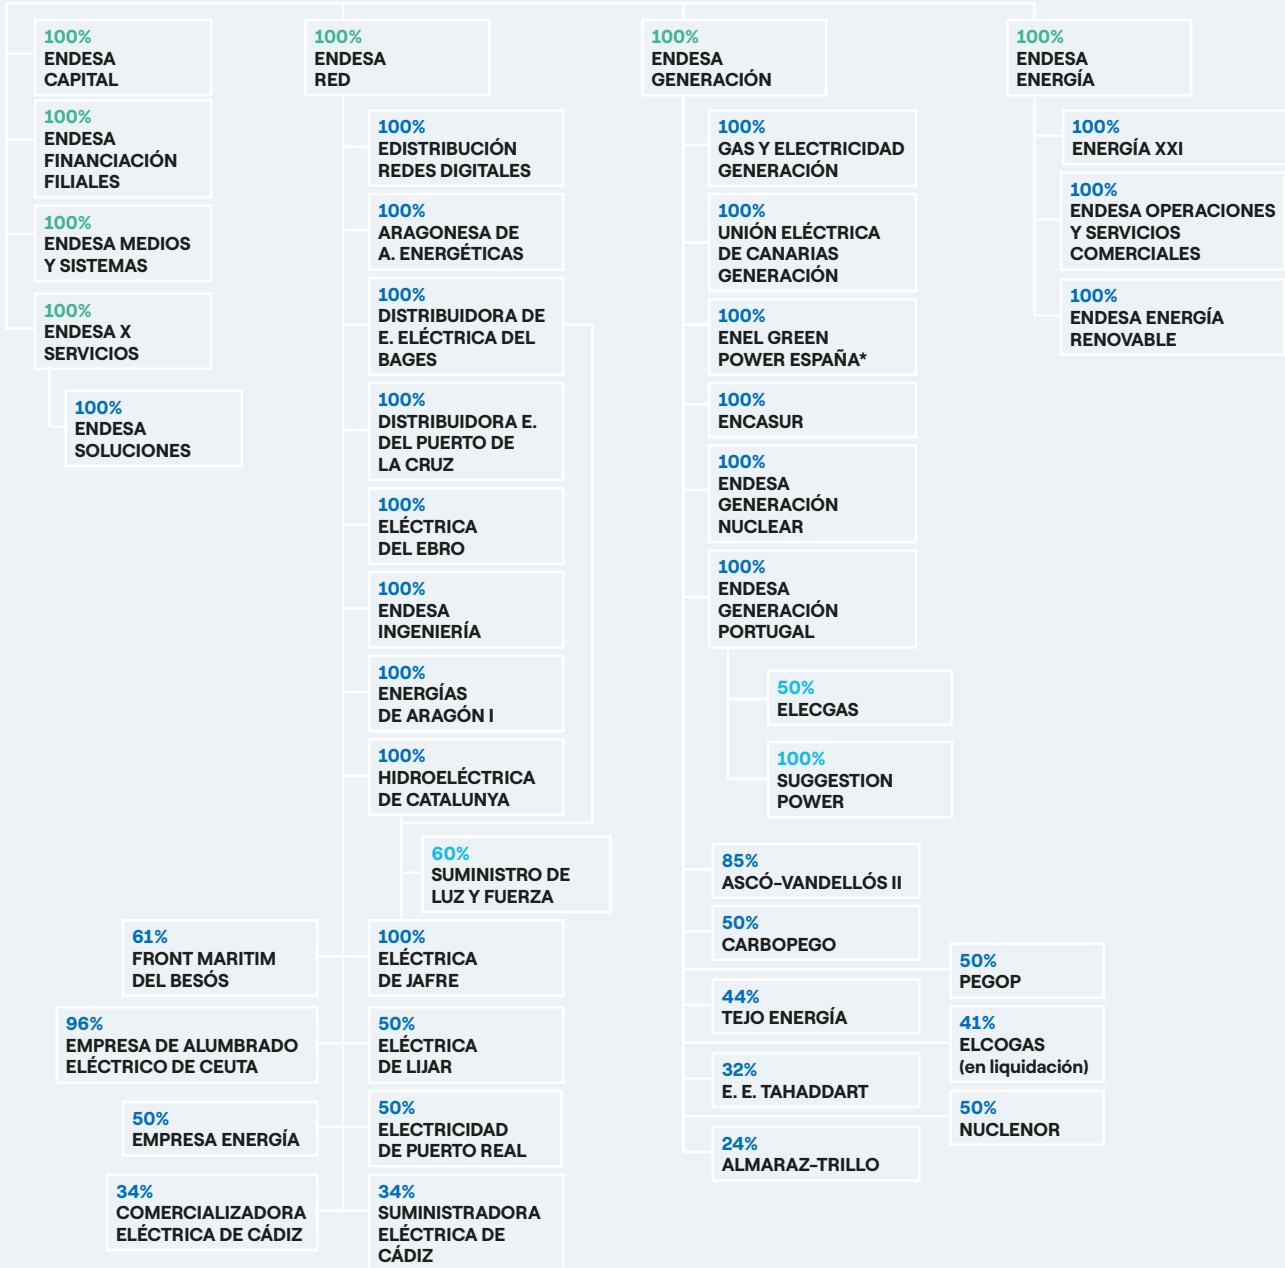 100%
ENDESA
CAPITAL
100%
ENDESA
FINANCIACIÓN
FILIALES
100%
ENDESA MEDIOS
Y SISTEMAS
100%
ENDESA X
SERVICIOS
100%
ENDESA
SOLUCIONES
100%
ENDESA
RED
100%
EDISTRIBUCIÓN
REDES DIGITALES
100%
ARAGONESA DE
A. ENERGÉTICAS
100%
DISTRIBUIDORA DE
E. ELÉCTRICA DEL
BAGES
100%
DISTRIBUIDORA E.
DEL PUERTO DE
LA CRUZ
100%
ELÉCTRICA
DEL EBRO
100%
ENDESA
INGENIERÍA
100%
ENERGÍAS
DE ARAGÓN I
100%
HIDROELÉCTRICA
DE CATALUNYA
60%
SUMINISTRO DE
LUZ Y FUERZA
61%
FRONT MARITIM
DEL BESÓS
100%
ELÉCTRICA
DE JAFRE
96%
EMPRESA DE ALUMBRADO
ELÉCTRICO DE CEUTA
50%
ELÉCTRICA
DE LIJAR
50%
EMPRESA ENERGÍA
50%
ELECTRICIDAD
DE PUERTO REAL
34%
COMERCIALIZADORA
ELÉCTRICA DE CÁDIZ
34%
SUMINISTRADORA
ELÉCTRICA DE
CÁDIZ
100%
ENDESA
GENERACIÓN
100%
GAS Y ELECTRICIDAD
GENERACIÓN
100%
UNIÓN ELÉCTRICA
DE CANARIAS
GENERACIÓN
100%
ENEL GREEN
POWER ESPAÑA*
100%
ENCASUR
100%
ENDESA
GENERACIÓN
NUCLEAR
100%
ENDESA
GENERACIÓN
PORTUGAL
50%
ELECGAS
100%
SUGGESTION
POWER
85%
ASCÓ-VANDELLÓS II
50%
CARBOPEGO
50%
PEGOP
44%
TEJO ENERGÍA
41%
ELCOGAS
(en liquidación)
32%
E. E. TAHADDART
50%
NUCLENOR
24%
ALMARAZ-TRILLO
100%
ENDESA
ENERGÍA
100%
ENERGÍA XXI
100%
ENDESA OPERACIONES
Y SERVICIOS
COMERCIALES
100%
ENDESA ENERGÍA
RENOVABLE